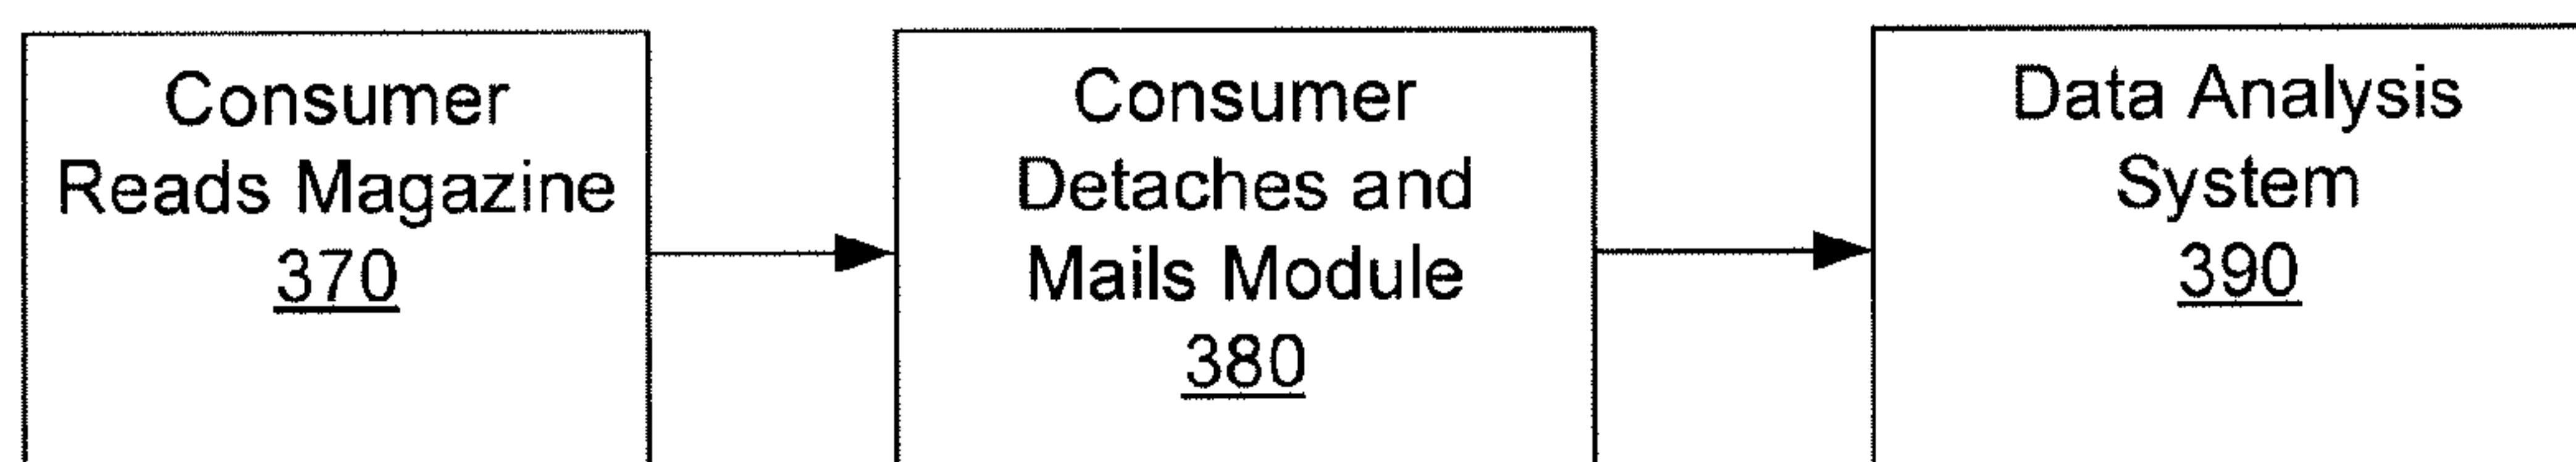 Consumer
Reads Magazine
370
Consumer
Detaches and
Mails Module
380
Data Analysis
System
390